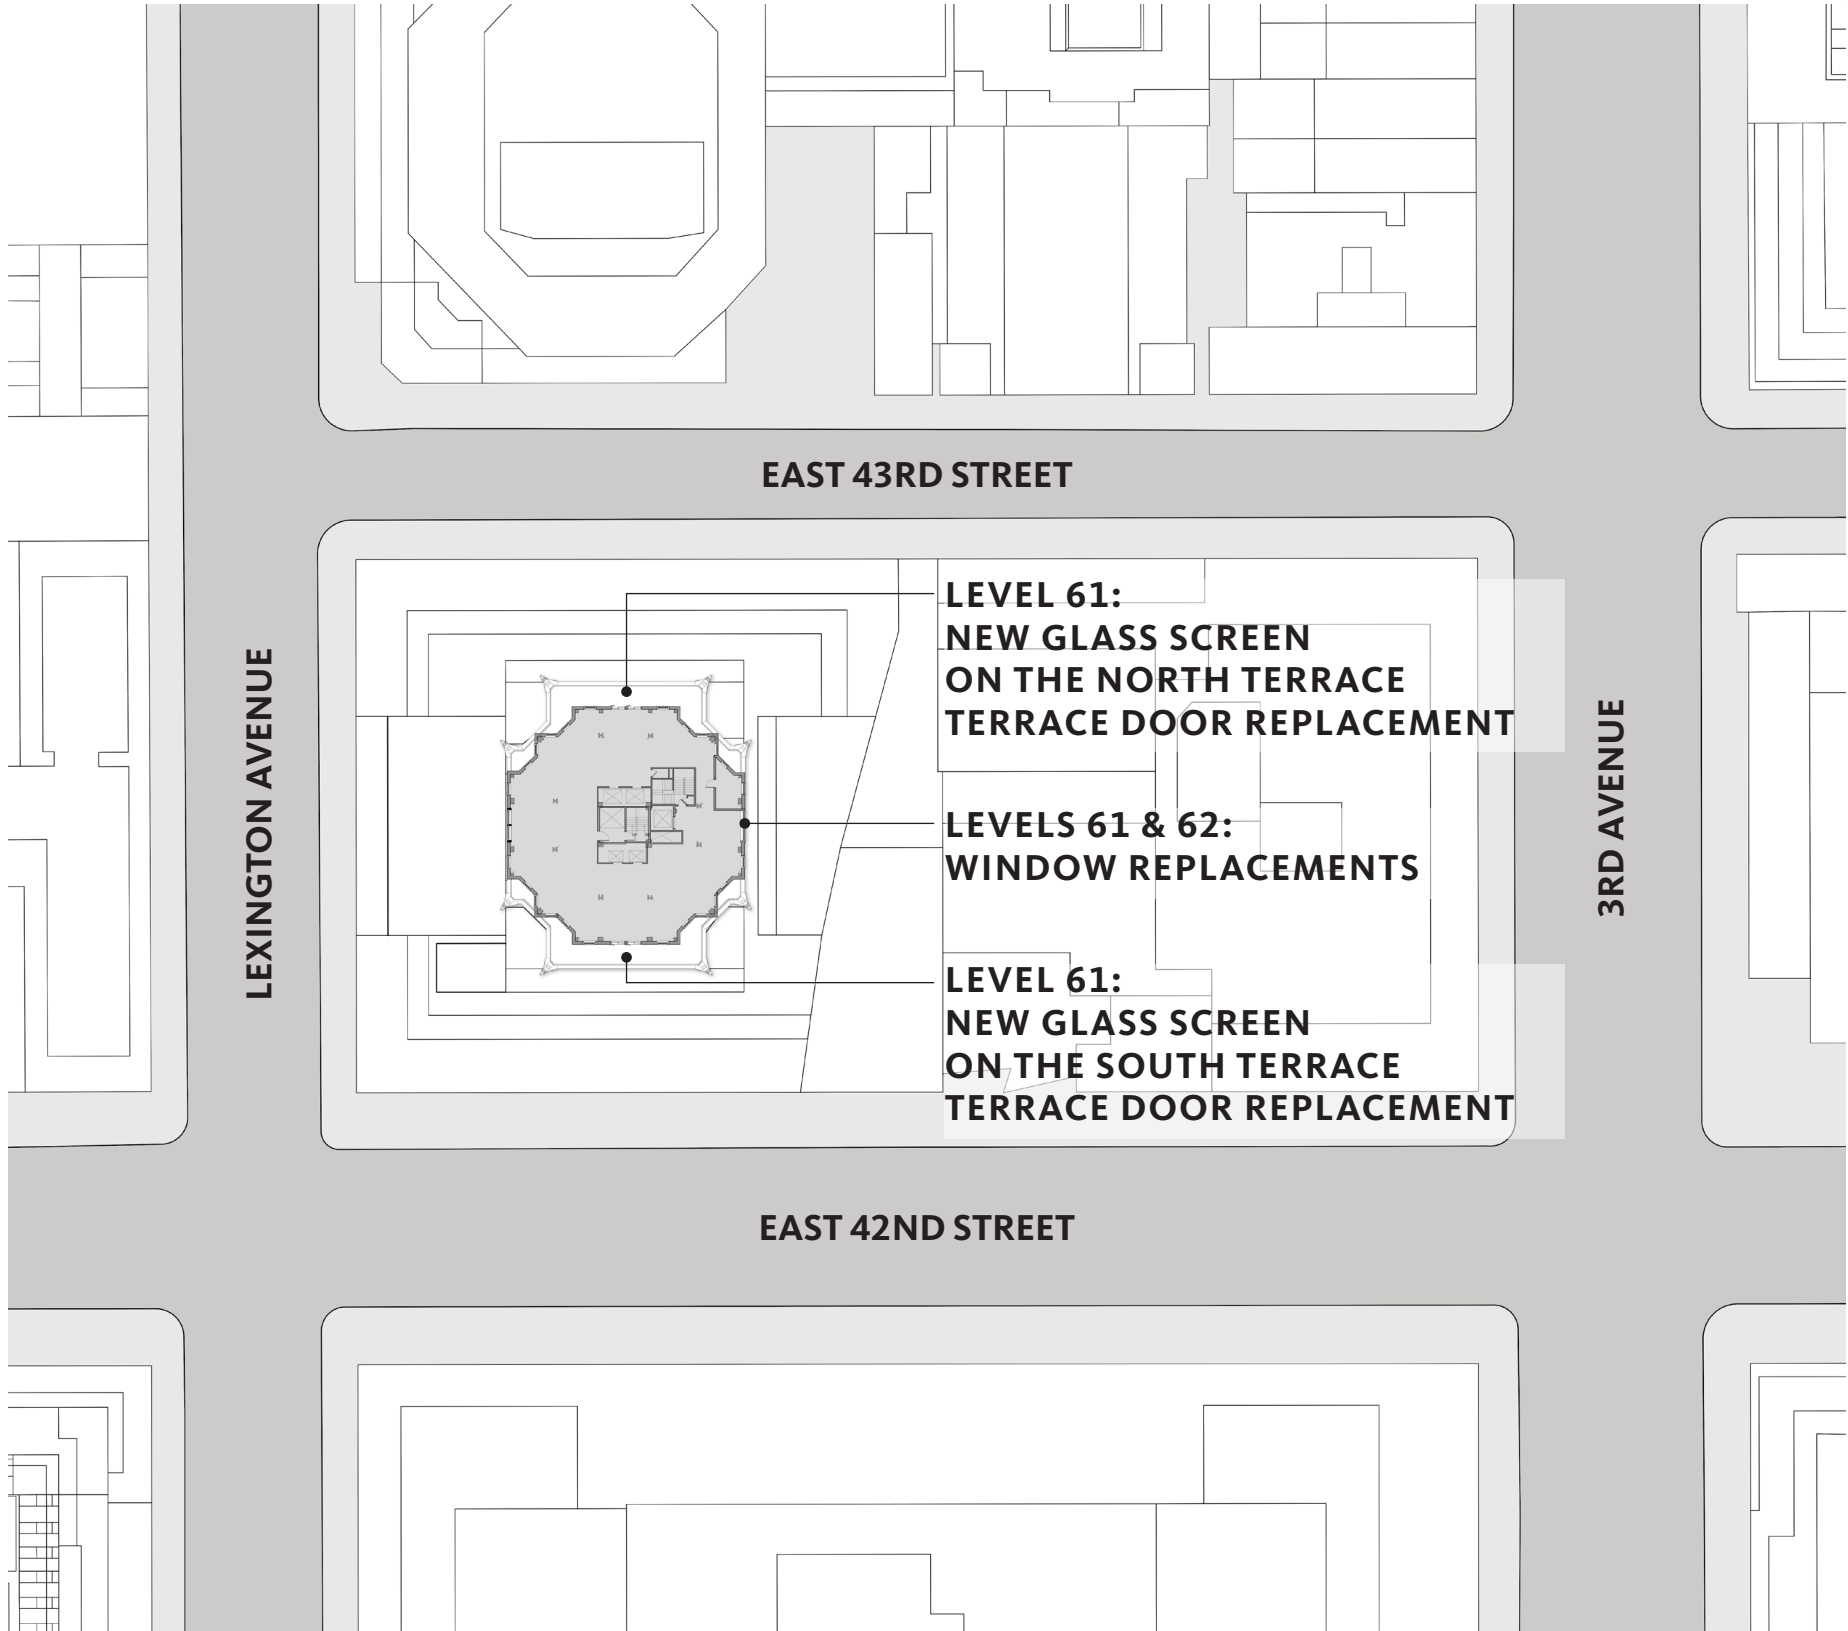 EAST 43RD STREET
LEVEL 61:
NEW GLASS SCREEN
ON THE NORTH TERRACE
TERRACE DOOR REPLACEMENT
LEXINGTON AVENUE
3RD AVENUE
LEVELS 61 & 62:
WINDOW REPLACEMENTS
LEVEL 61:
NEW GLASS SCREEN
ON THE SOUTH TERRACE
TERRACE DOOR REPLACEMENT
EAST 42ND STREET